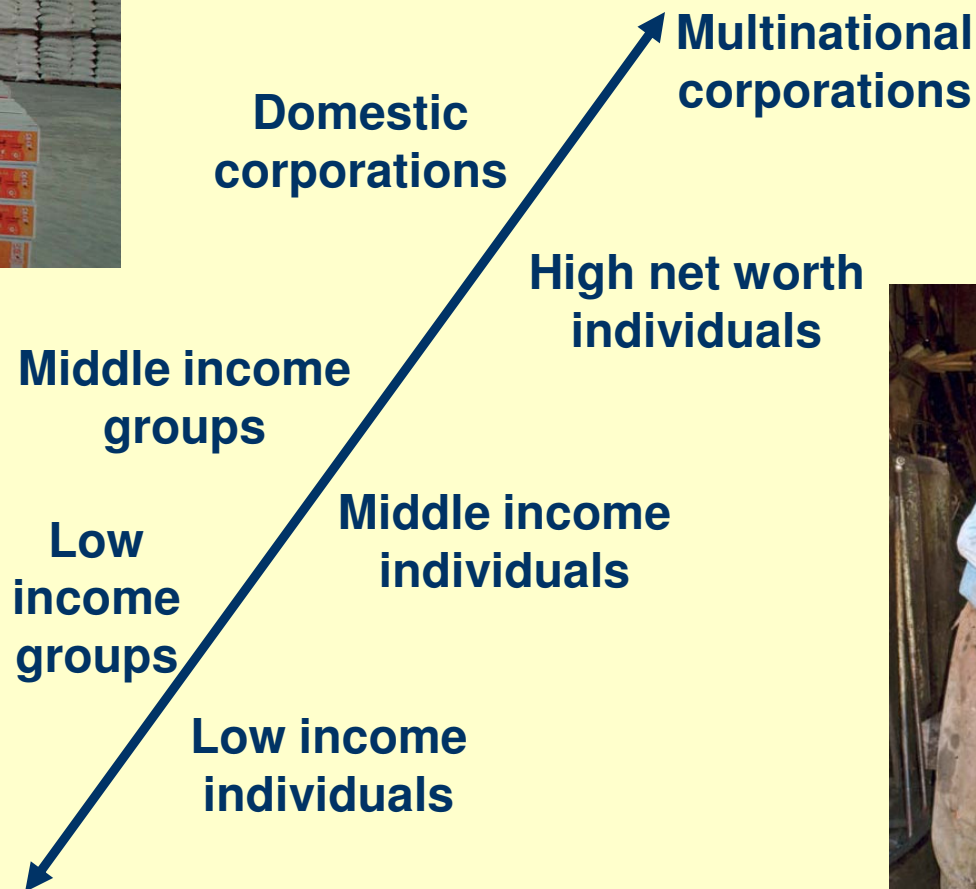 Multinational
corporations
Domestic
corporations
High net worth
individuals
Middle income
groups
Middle income
individuals
Low
income
groups
Low income
individuals